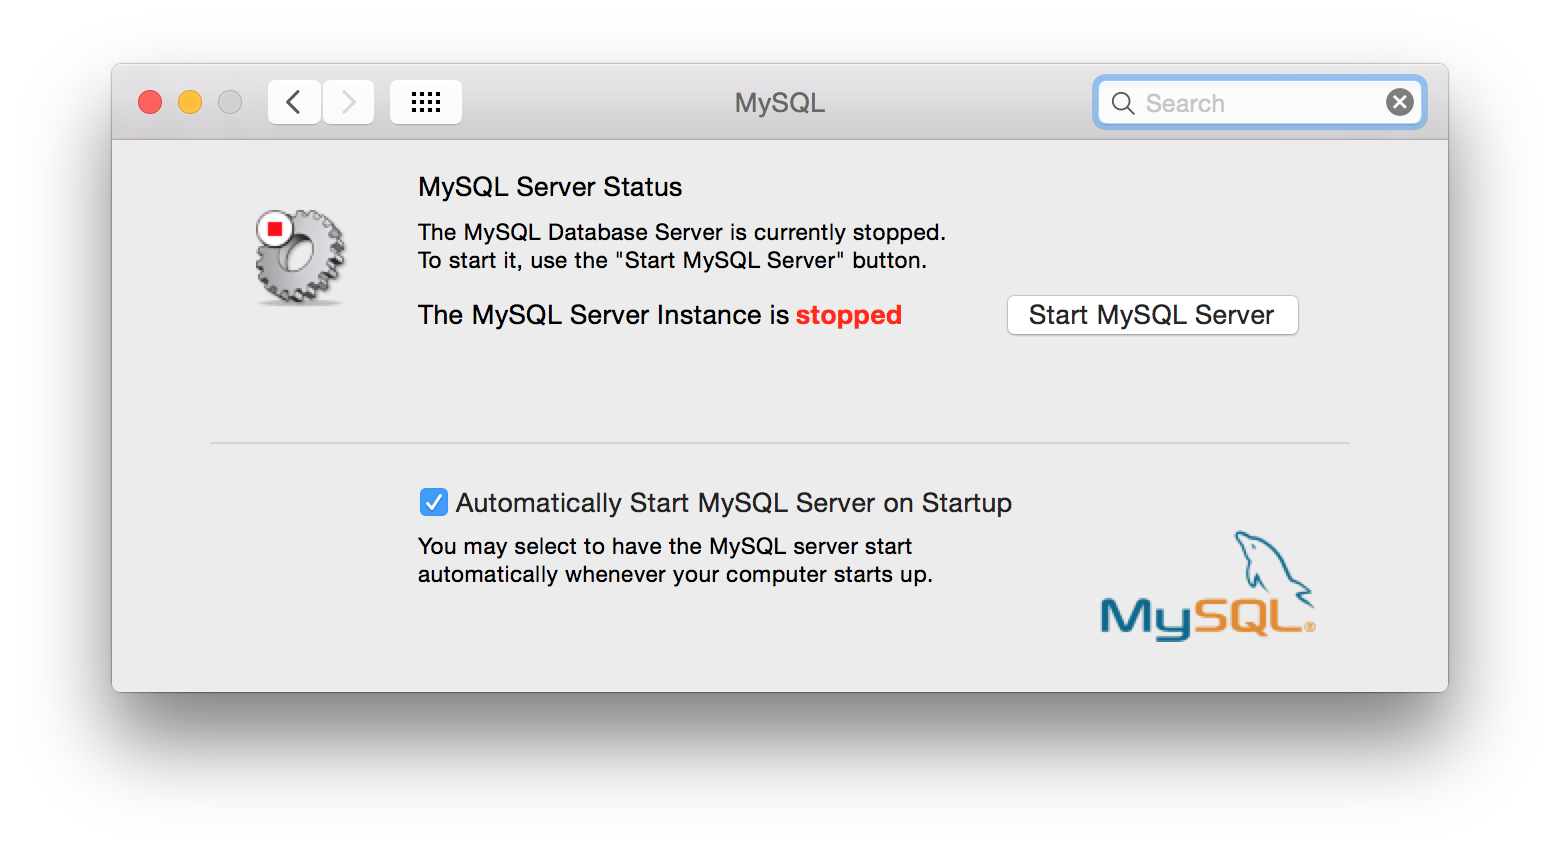 MySQL
Search
MySQL Server Status
The MySQL Database Server is currently stopped.
To start it, use the "Start MySQL Server" button.
The MySQL Server Instance is stopped
Start MySQL Server
Automatically Start MySQL Server on Startup
You may select to have the MySQL server start
automatically whenever your computer starts up.
MySQL®